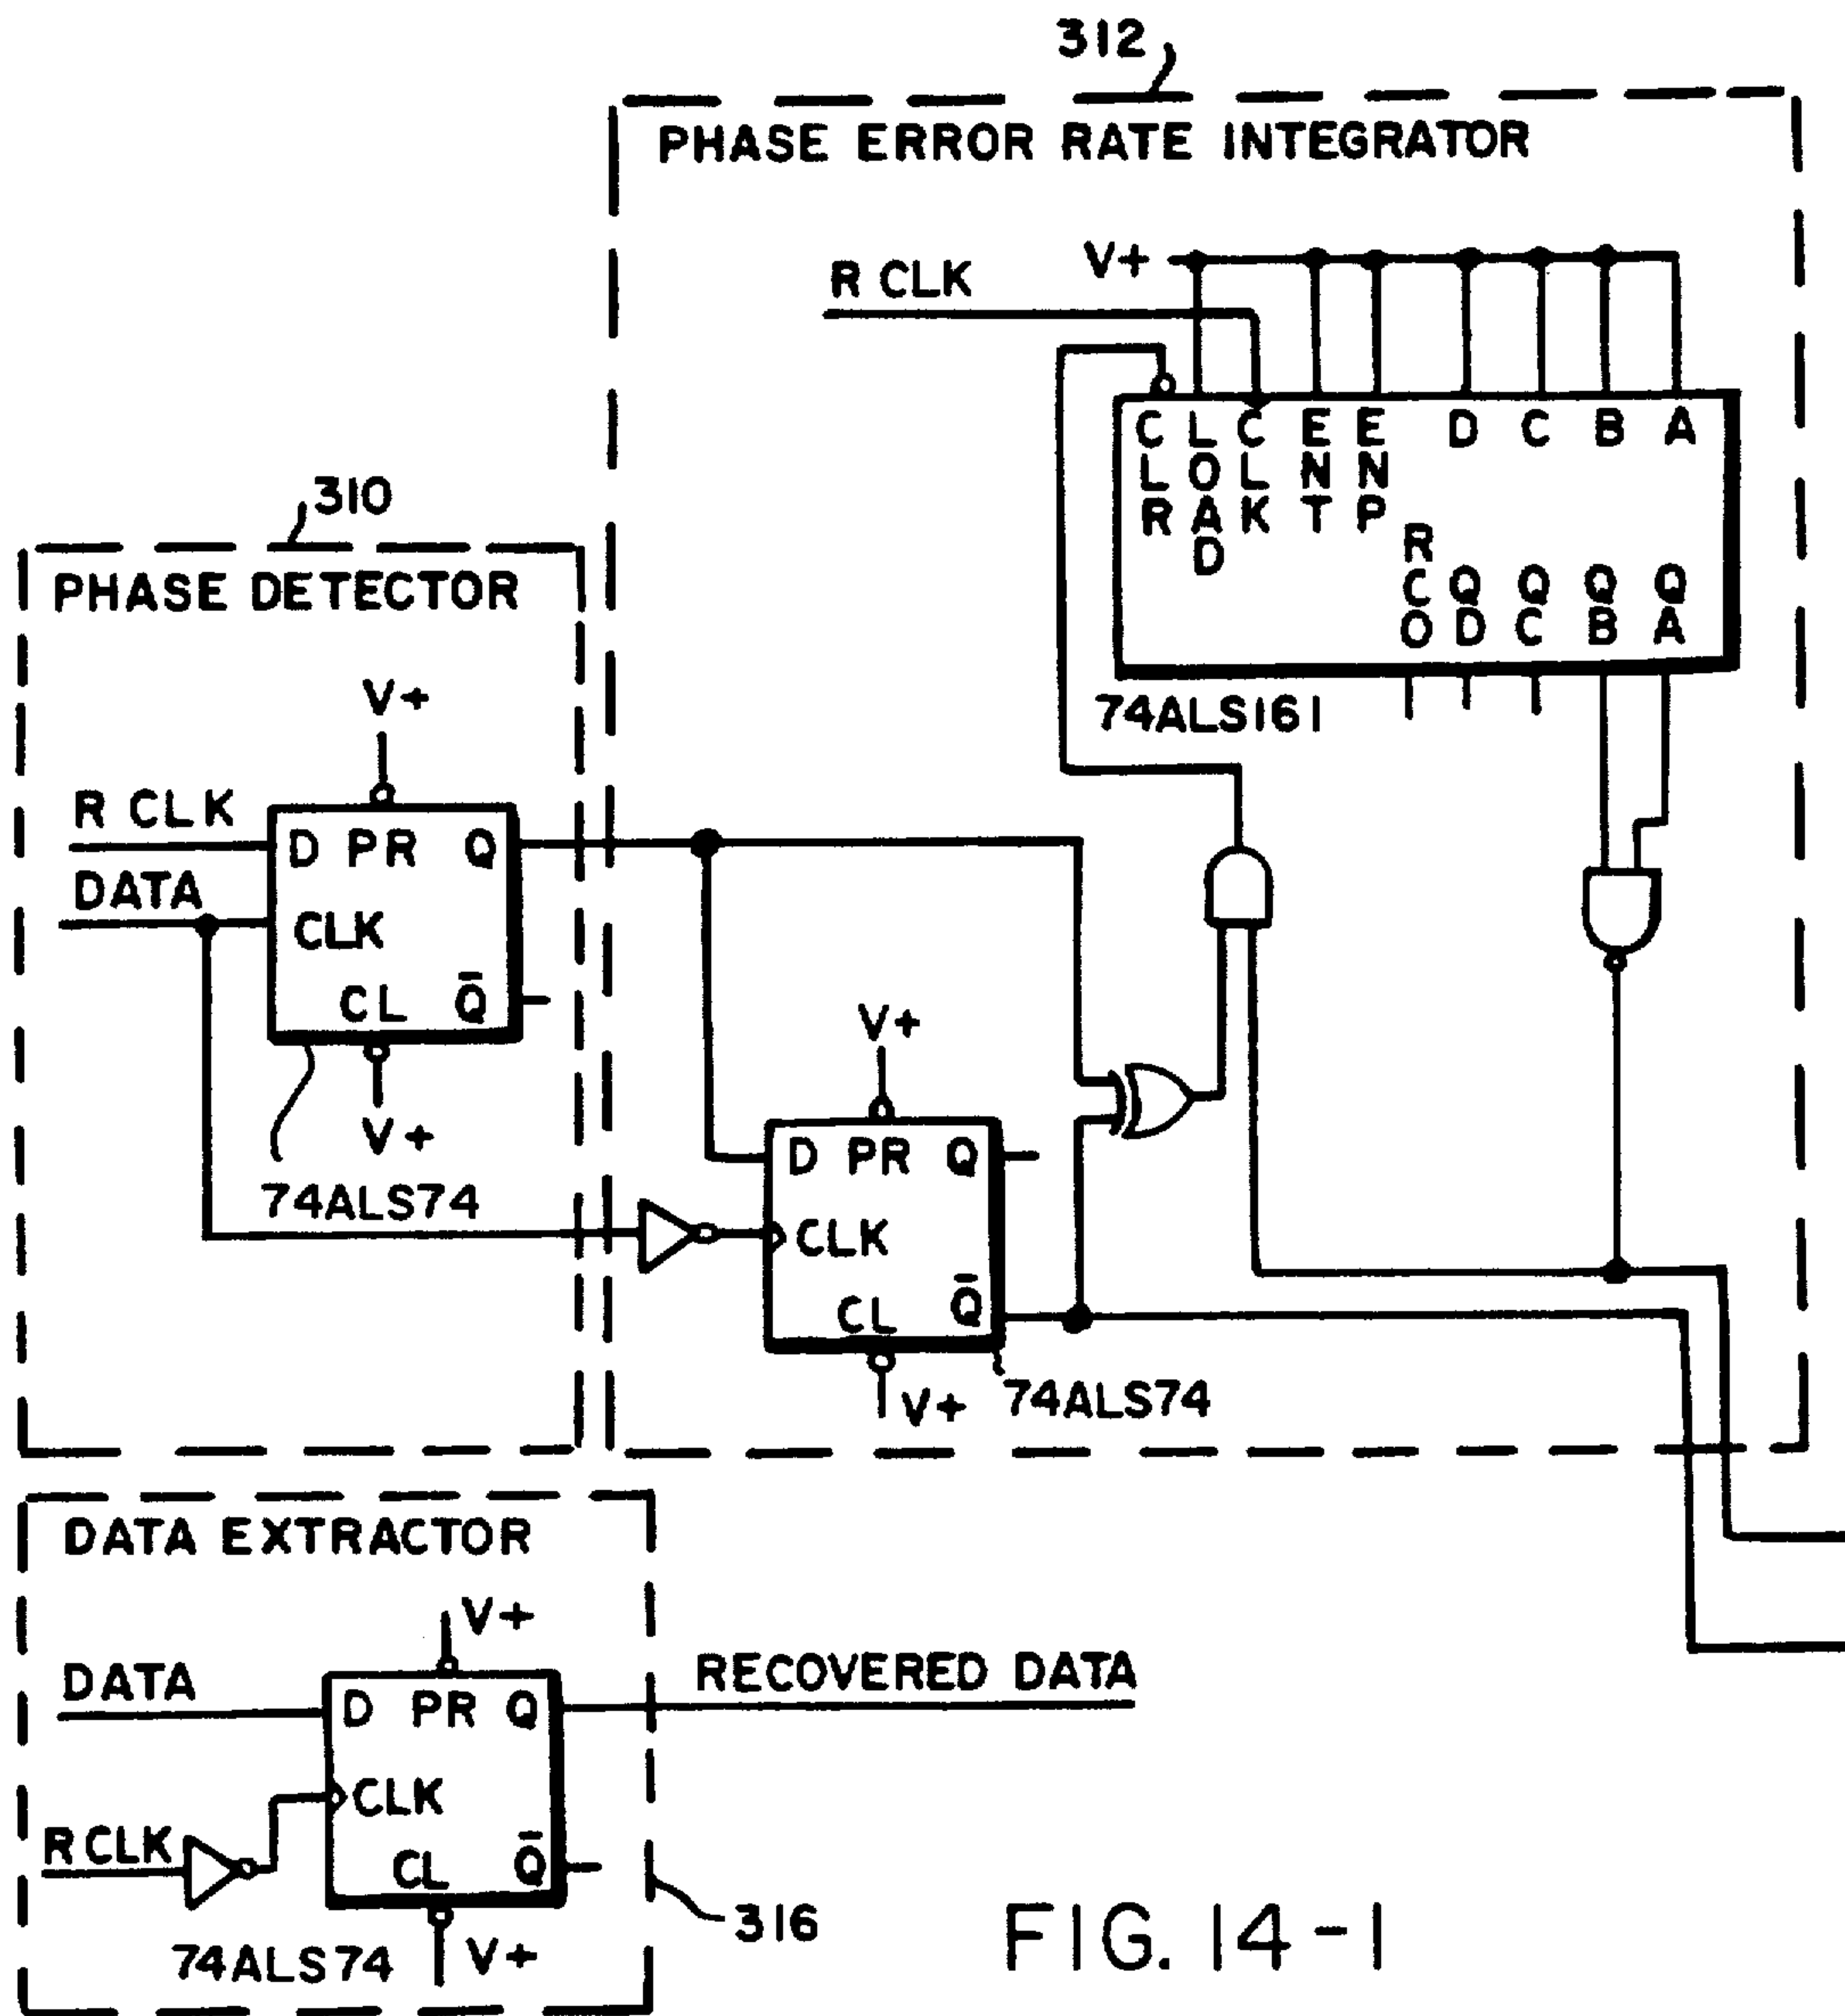 312
PHASE ERROR RATE INTEGRATOR
V+
R CLK
CLR LOAD CLK ENT ENP D C B A
RCO QD QC QB QA
74ALS161
310
PHASE DETECTOR
V+
R CLK
D PR Q
DATA
CLK
CL Q̅
V+
74ALS74
V+
D PR Q
CLK
CL Q̅
V+
74ALS74
DATA EXTRACTOR
V+
DATA
D PR Q
RECOVERED DATA
CLK
R CLK
CL Q̅
316
74ALS74
V+
FIG. 14-1